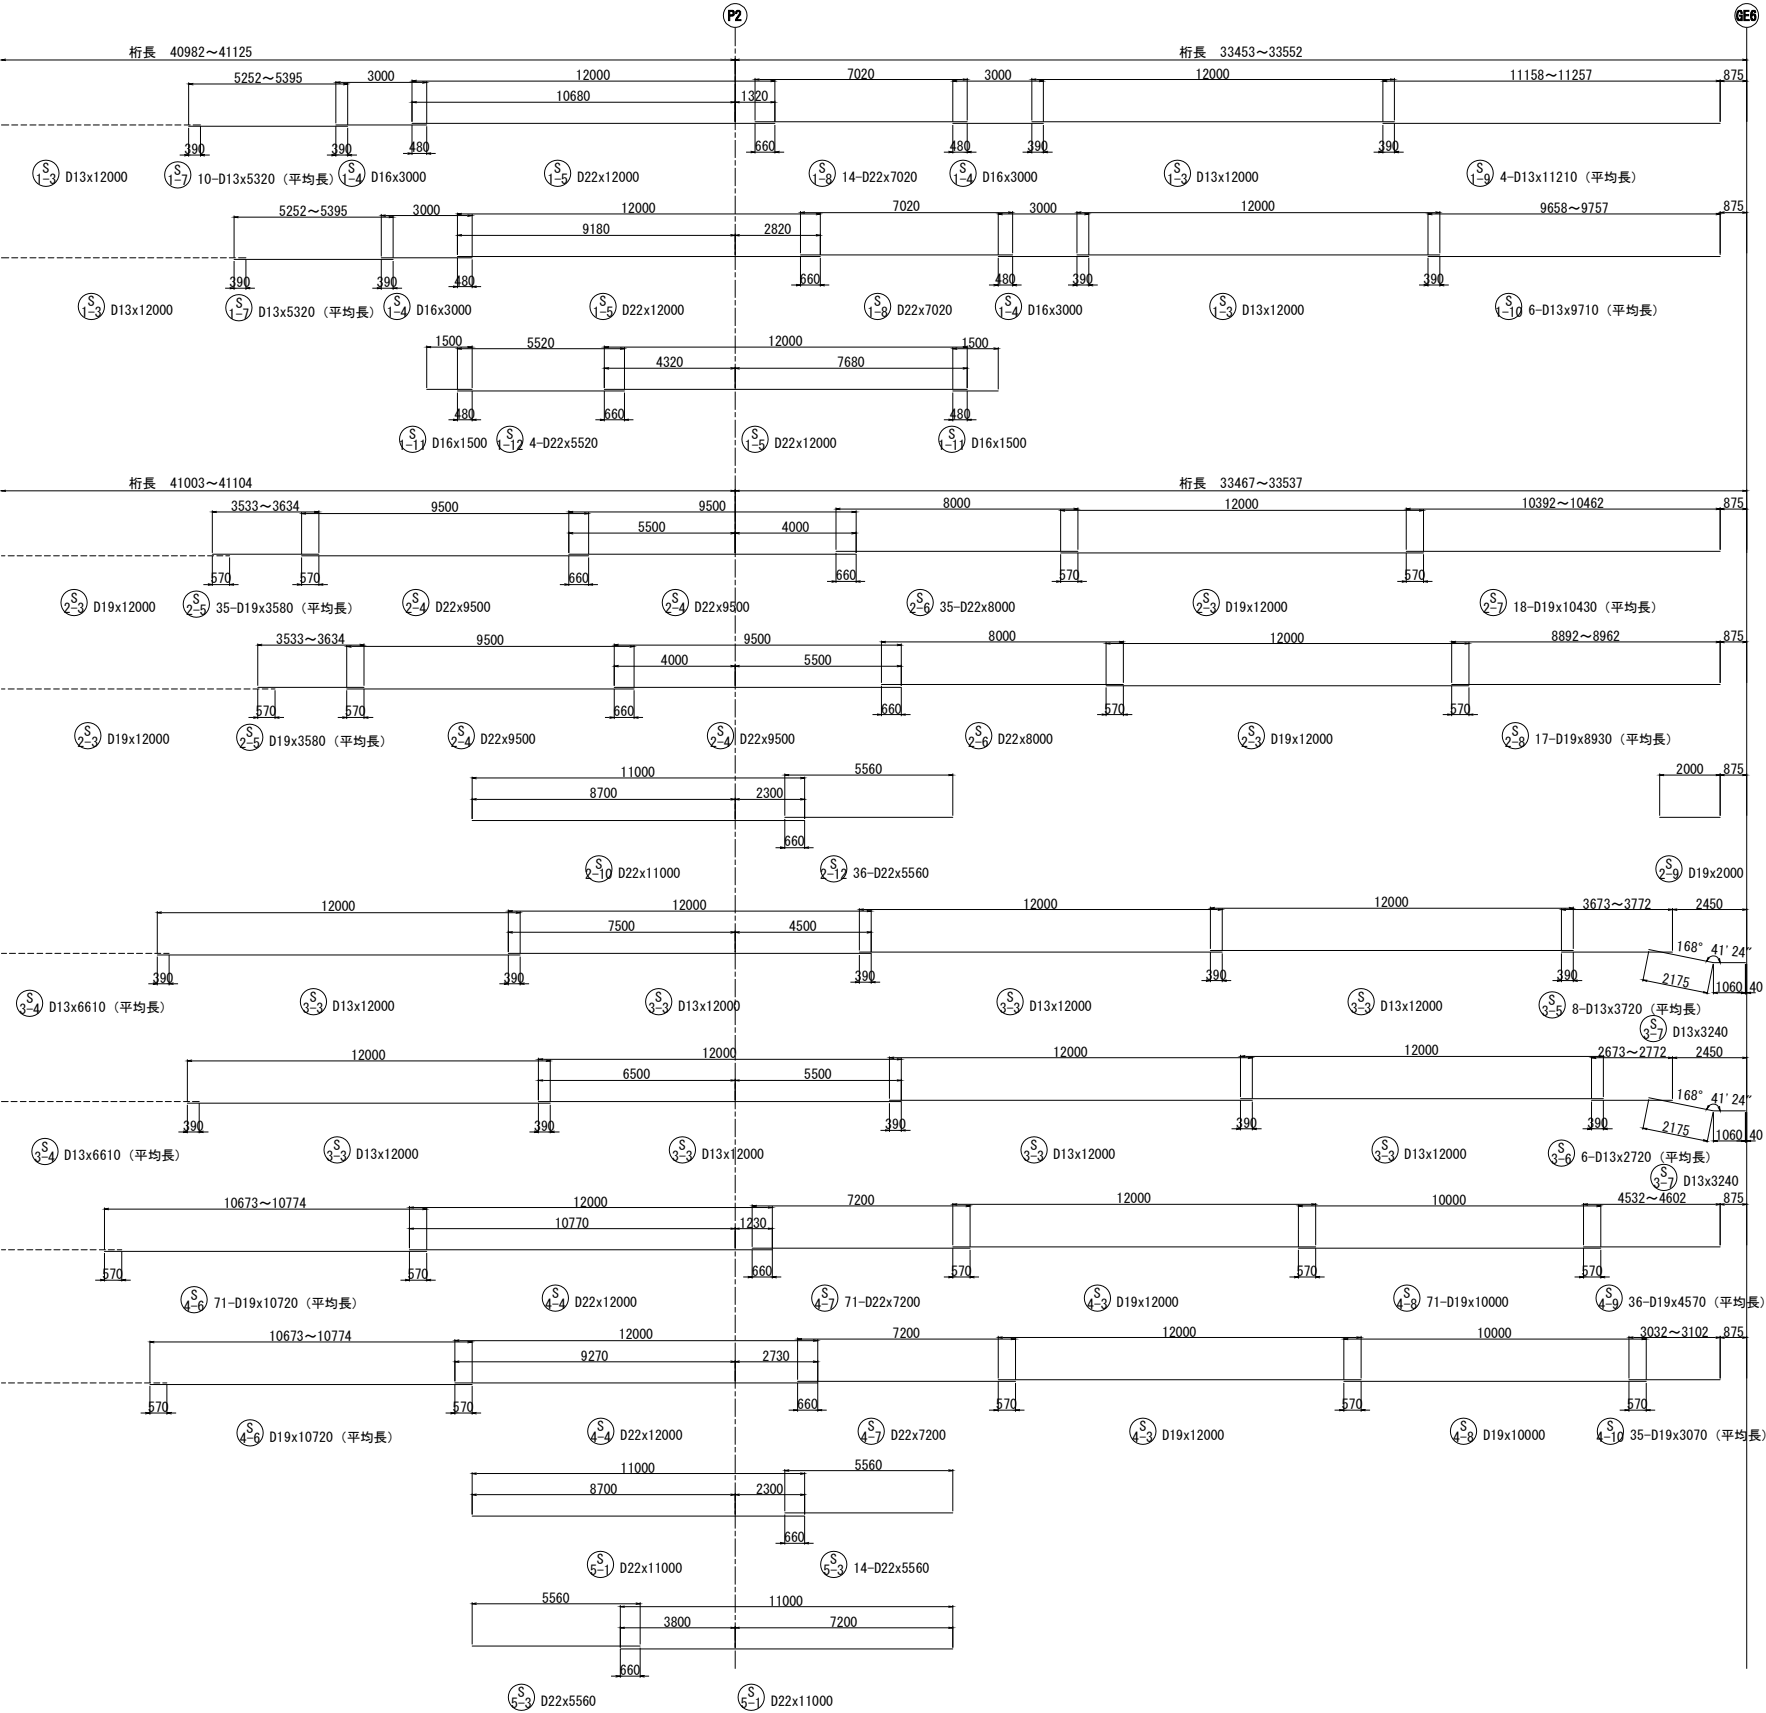 P2 GE6
桁長 40982～41125 桁長 33453～33552
5252～5395 3000 12000 7020 3000 12000 11158～11257 875
10680 1320
390 390 480 660 480 390 390
S1-3 D13x12000 S1-7 10-D13x5320（平均長） S1-4 D16x3000 S1-5 D22x12000 S1-8 14-D22x7020 S1-4 D16x3000 S1-3 D13x12000 S1-9 4-D13x11210（平均長）
5252～5395 3000 12000 7020 3000 12000 9658～9757 875
9180 2820
390 390 480 660 480 390 390
S1-3 D13x12000 S1-7 D13x5320（平均長） S1-4 D16x3000 S1-5 D22x12000 S1-8 D22x7020 S1-4 D16x3000 S1-3 D13x12000 S1-10 6-D13x9710（平均長）
1500 5520 12000 1500
4320 7680
480 660 480
S1-11 D16x1500 S1-12 4-D22x5520 S1-5 D22x12000 S1-11 D16x1500
桁長 41003～41104 桁長 33467～33537
3533～3634 9500 9500 8000 12000 10392～10462 875
5500 4000
570 570 660 660 570 570
S2-3 D19x12000 S2-5 35-D19x3580（平均長） S2-4 D22x9500 S2-4 D22x9500 S2-6 35-D22x8000 S2-3 D19x12000 S2-7 18-D19x10430（平均長）
3533～3634 9500 9500 8000 12000 8892～8962 875
4000 5500
570 570 660 660 570 570
S2-3 D19x12000 S2-5 D19x3580（平均長） S2-4 D22x9500 S2-4 D22x9500 S2-6 D22x8000 S2-3 D19x12000 S2-8 17-D19x8930（平均長）
11000 5560 2000 875
8700 2300
660
S2-10 D22x11000 S2-12 36-D22x5560 S2-9 D19x2000
12000 12000 12000 12000 3673～3772 2450
7500 4500
168° 41' 24"
390 390 390 390 390 2175 1060 40
S3-4 D13x6610（平均長） S3-3 D13x12000 S3-3 D13x12000 S3-3 D13x12000 S3-3 D13x12000 S3-5 8-D13x3720（平均長）
S3-7 D13x3240
12000 12000 12000 12000 2673～2772 2450
6500 5500
168° 41' 24"
390 390 390 390 390 2175 1060 40
S3-4 D13x6610（平均長） S3-3 D13x12000 S3-3 D13x12000 S3-3 D13x12000 S3-3 D13x12000 S3-6 6-D13x2720（平均長）
S3-7 D13x3240
10673～10774 12000 7200 12000 10000 4532～4602 875
10770 1230
570 570 660 570 570 570
S4-6 71-D19x10720（平均長） S4-4 D22x12000 S4-7 71-D22x7200 S4-3 D19x12000 S4-8 71-D19x10000 S4-9 36-D19x4570（平均長）
10673～10774 12000 7200 12000 10000 3032～3102 875
9270 2730
570 570 660 570 570 570
S4-6 D19x10720（平均長） S4-4 D22x12000 S4-7 D22x7200 S4-3 D19x12000 S4-8 D19x10000 S4-10 35-D19x3070（平均長）
11000 5560
8700 2300
660
S5-1 D22x11000 S5-3 14-D22x5560
5560 11000
3800 7200
660
S5-3 D22x5560 S5-1 D22x11000